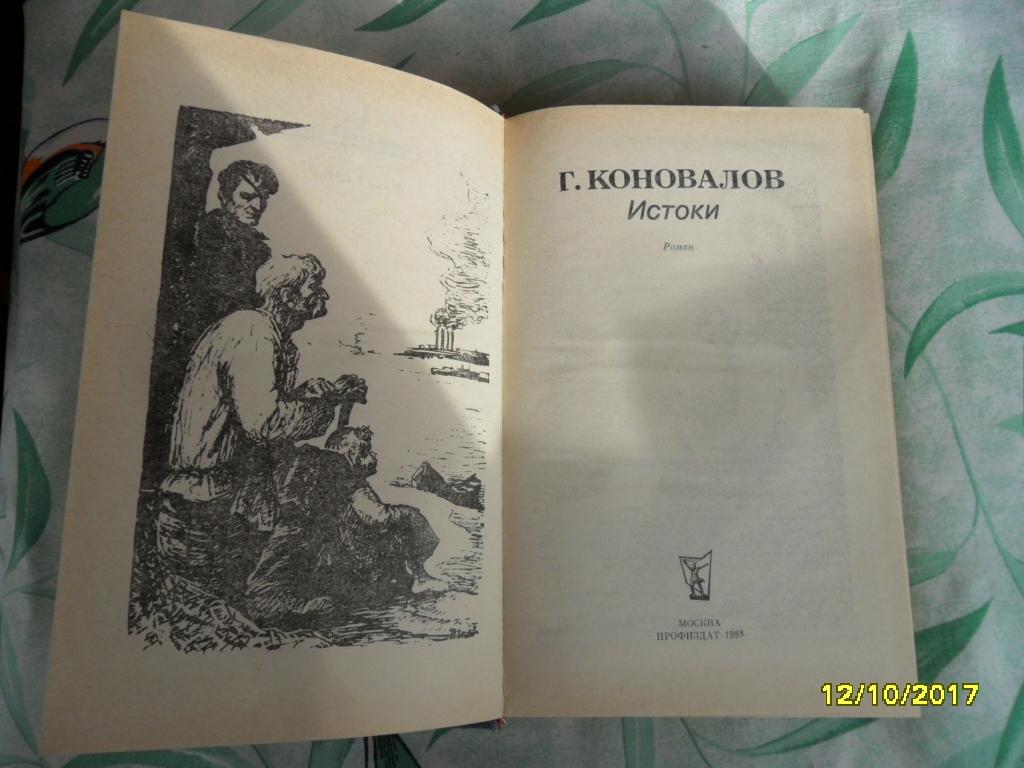 Г. КОНОВАЛОВ
Истоки
Роман
МОСКВА
ПРОФИЗДАТ·1988
12/10/2017